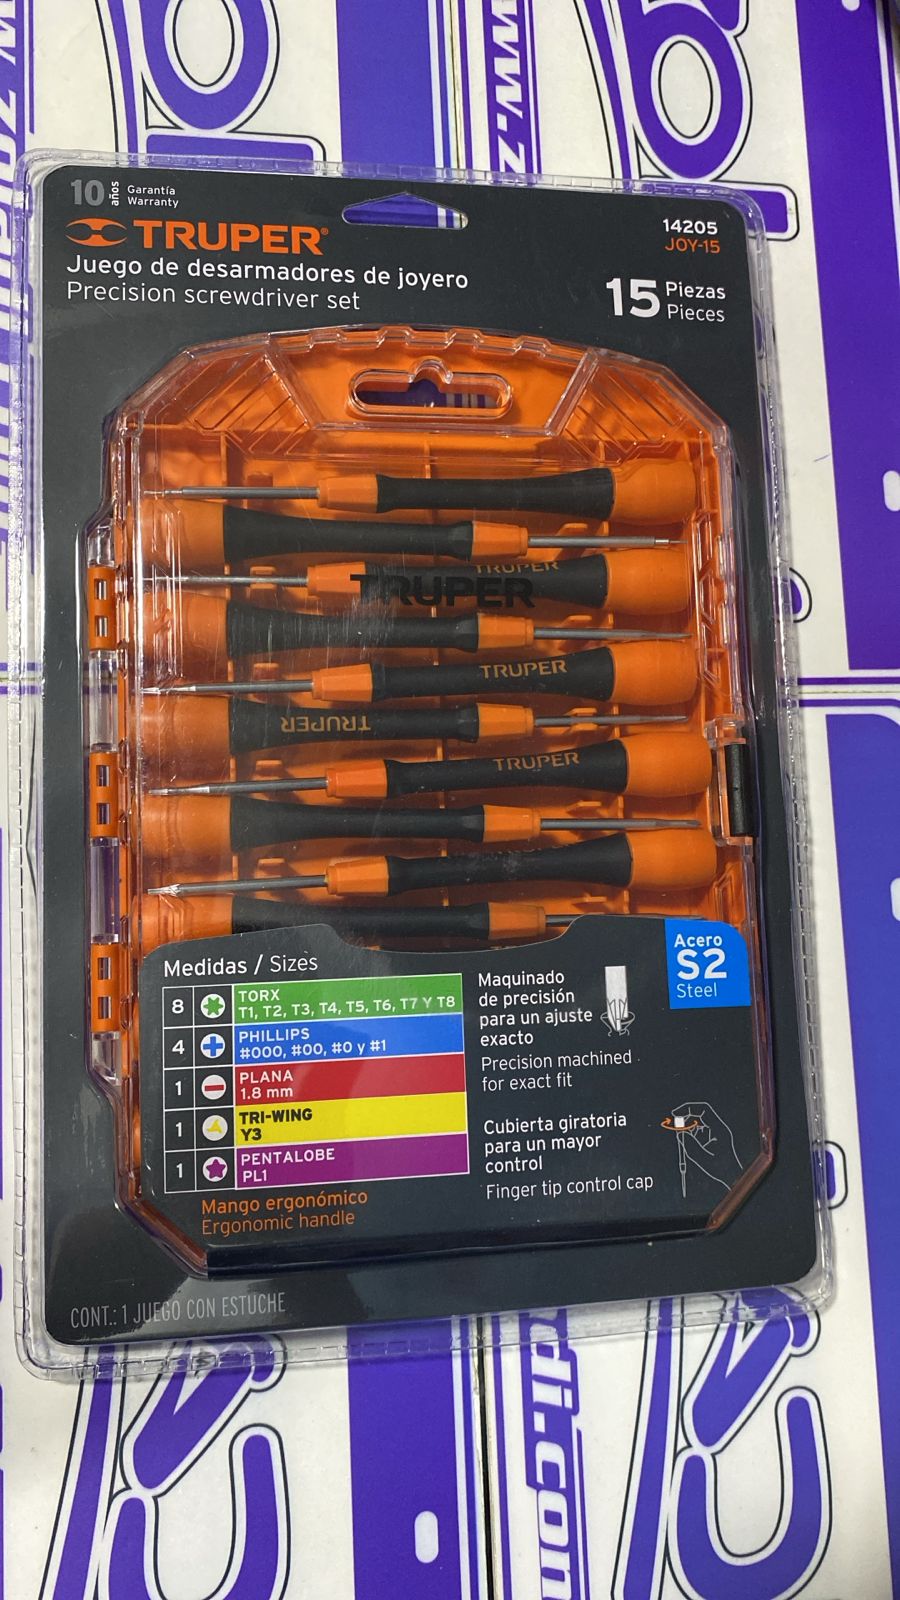 10 años Garantía
Warranty
TRUPER®
Juego de desarmadores de joyero
Precision screwdriver set
14205
JOY-15
15 Piezas
Pieces
TRUPER
TRUPER
TRUPER
TRUPER
TRUPER
Medidas / Sizes
8 TORX
T1, T2, T3, T4, T5, T6, T7 Y T8
4 PHILLIPS
#000, #00, #0 y #1
1 PLANA
1.8 mm
1 TRI-WING
Y3
1 PENTALOBE
PL1
Mango ergonómico
Ergonomic handle
Maquinado
de precisión
para un ajuste
exacto
Precision machined
for exact fit
Cubierta giratoria
para un mayor
control
Finger tip control cap
Acero
S2
Steel
CONT.: 1 JUEGO CON ESTUCHE
www.z
di.com